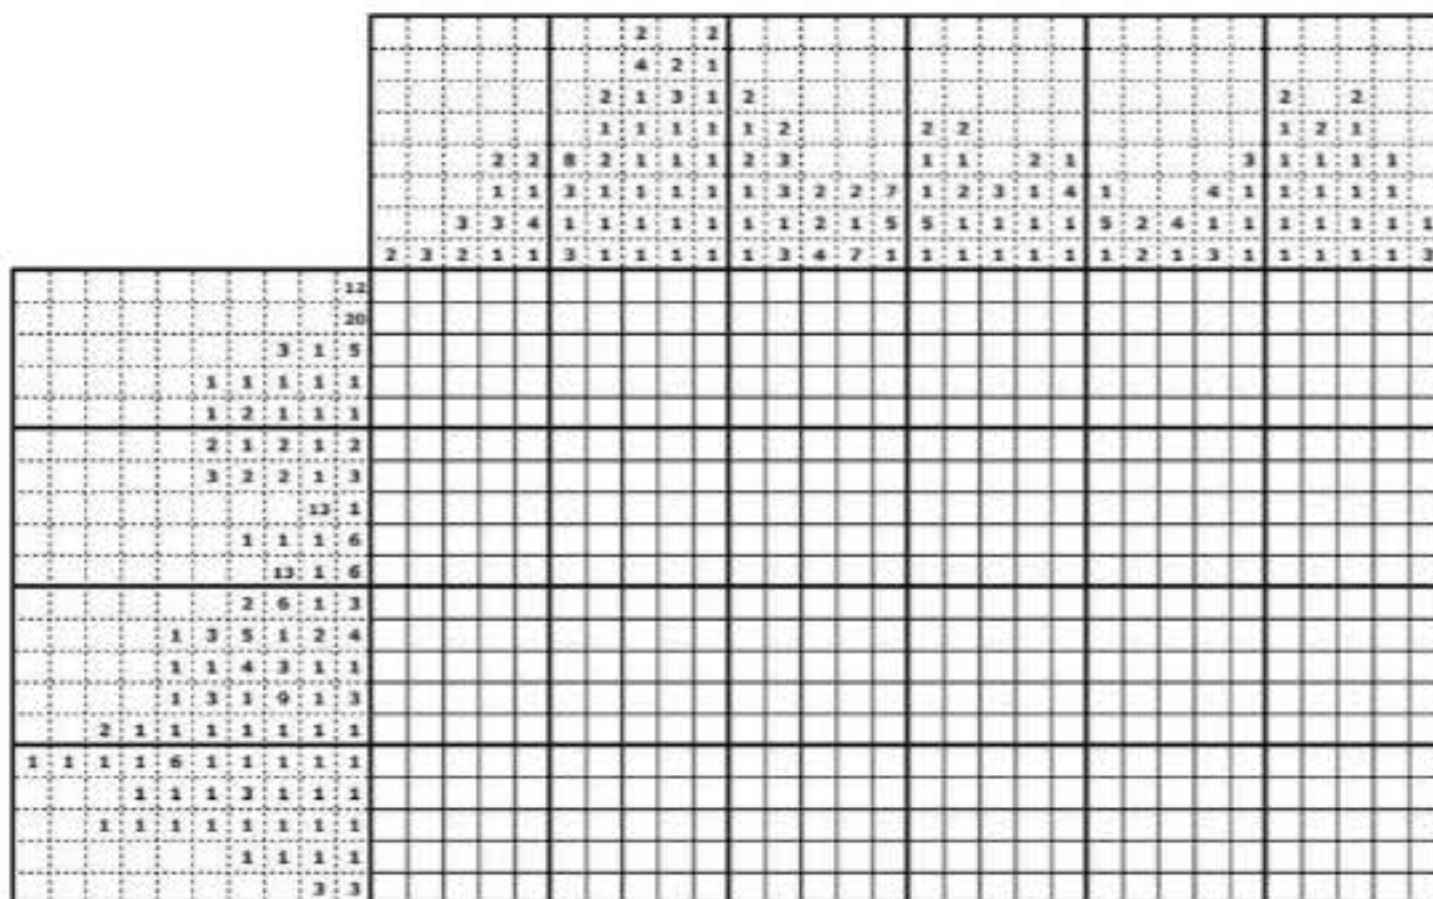 2 2
4 2 1
2 1 3 1 2 2 2
1 1 1 1 1 2 2 2 1 2 1
2 2 8 2 1 1 1 2 3 1 1 2 1 3 1 1 1 1
1 1 3 1 1 1 1 1 3 2 2 7 1 2 3 1 4 1 4 1 1 1 1 1
3 3 4 1 1 1 1 1 1 1 2 1 5 5 1 1 1 1 5 2 4 1 1 1 1 1 1 1
2 3 2 1 1 3 1 1 1 1 1 3 4 7 1 1 1 1 1 1 1 2 1 3 1 1 1 1 1 3
12
20
3 1 5
1 1 1 1 1
1 2 1 1 1
2 1 2 1 2
3 2 2 1 3
13 1
1 1 1 6
13 1 6
2 6 1 3
1 3 5 1 2 4
1 1 4 3 1 1
1 3 1 9 1 3
2 1 1 1 1 1 1 1
1 1 1 1 6 1 1 1 1 1
1 1 1 3 1 1 1
1 1 1 1 1 1 1 1
1 1 1 1
3 3